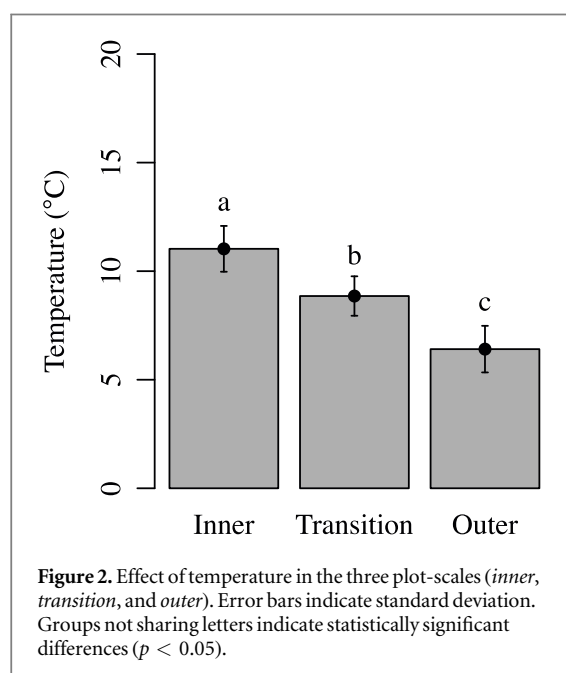 20
15
10
5
0
Temperature (°C)
a
b
c
Inner Transition Outer
Figure 2. Effect of temperature in the three plot-scales (inner,
transition, and outer). Error bars indicate standard deviation.
Groups not sharing letters indicate statistically significant
differences (p < 0.05).